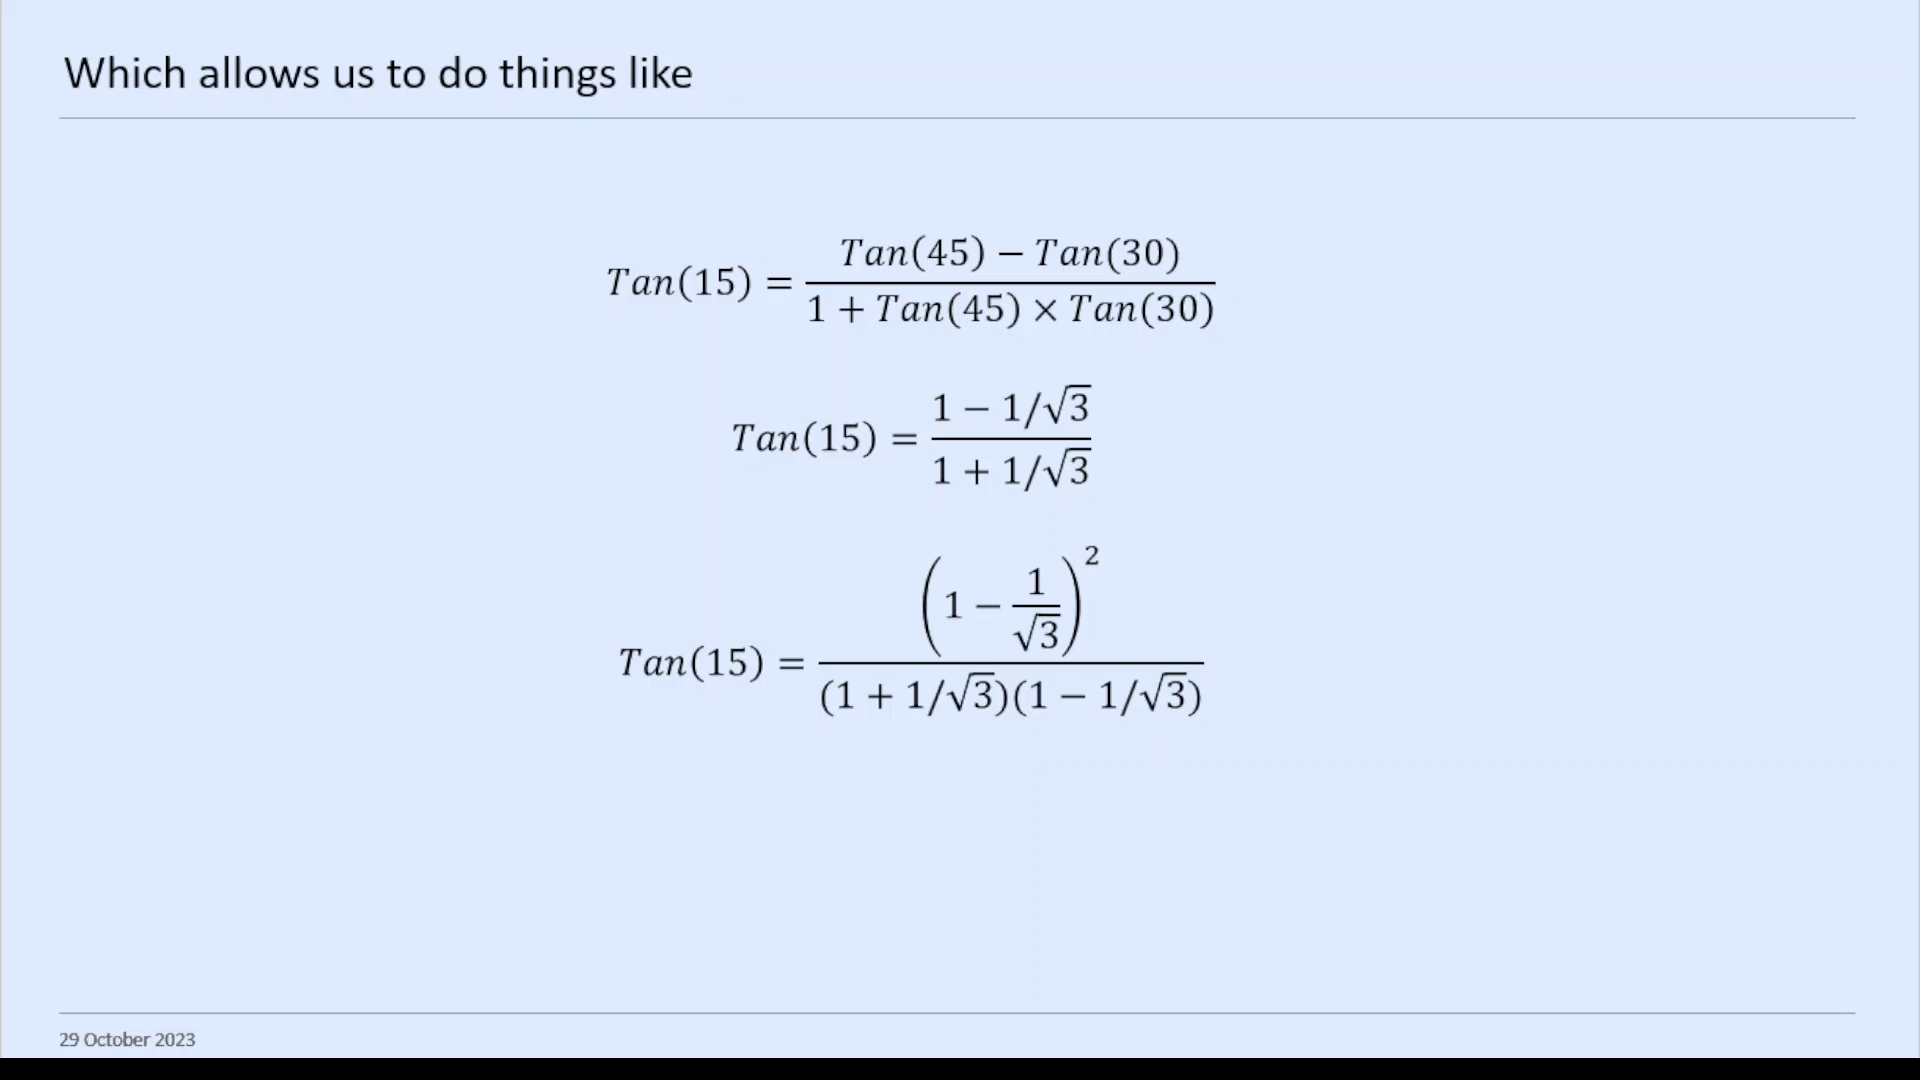 Which allows us to do things like
Tan(15) = (Tan(45) − Tan(30)) / (1 + Tan(45) × Tan(30))
Tan(15) = (1 − 1/√3) / (1 + 1/√3)
Tan(15) = (1 − 1/√3)² / ((1 + 1/√3)(1 − 1/√3))
29 October 2023